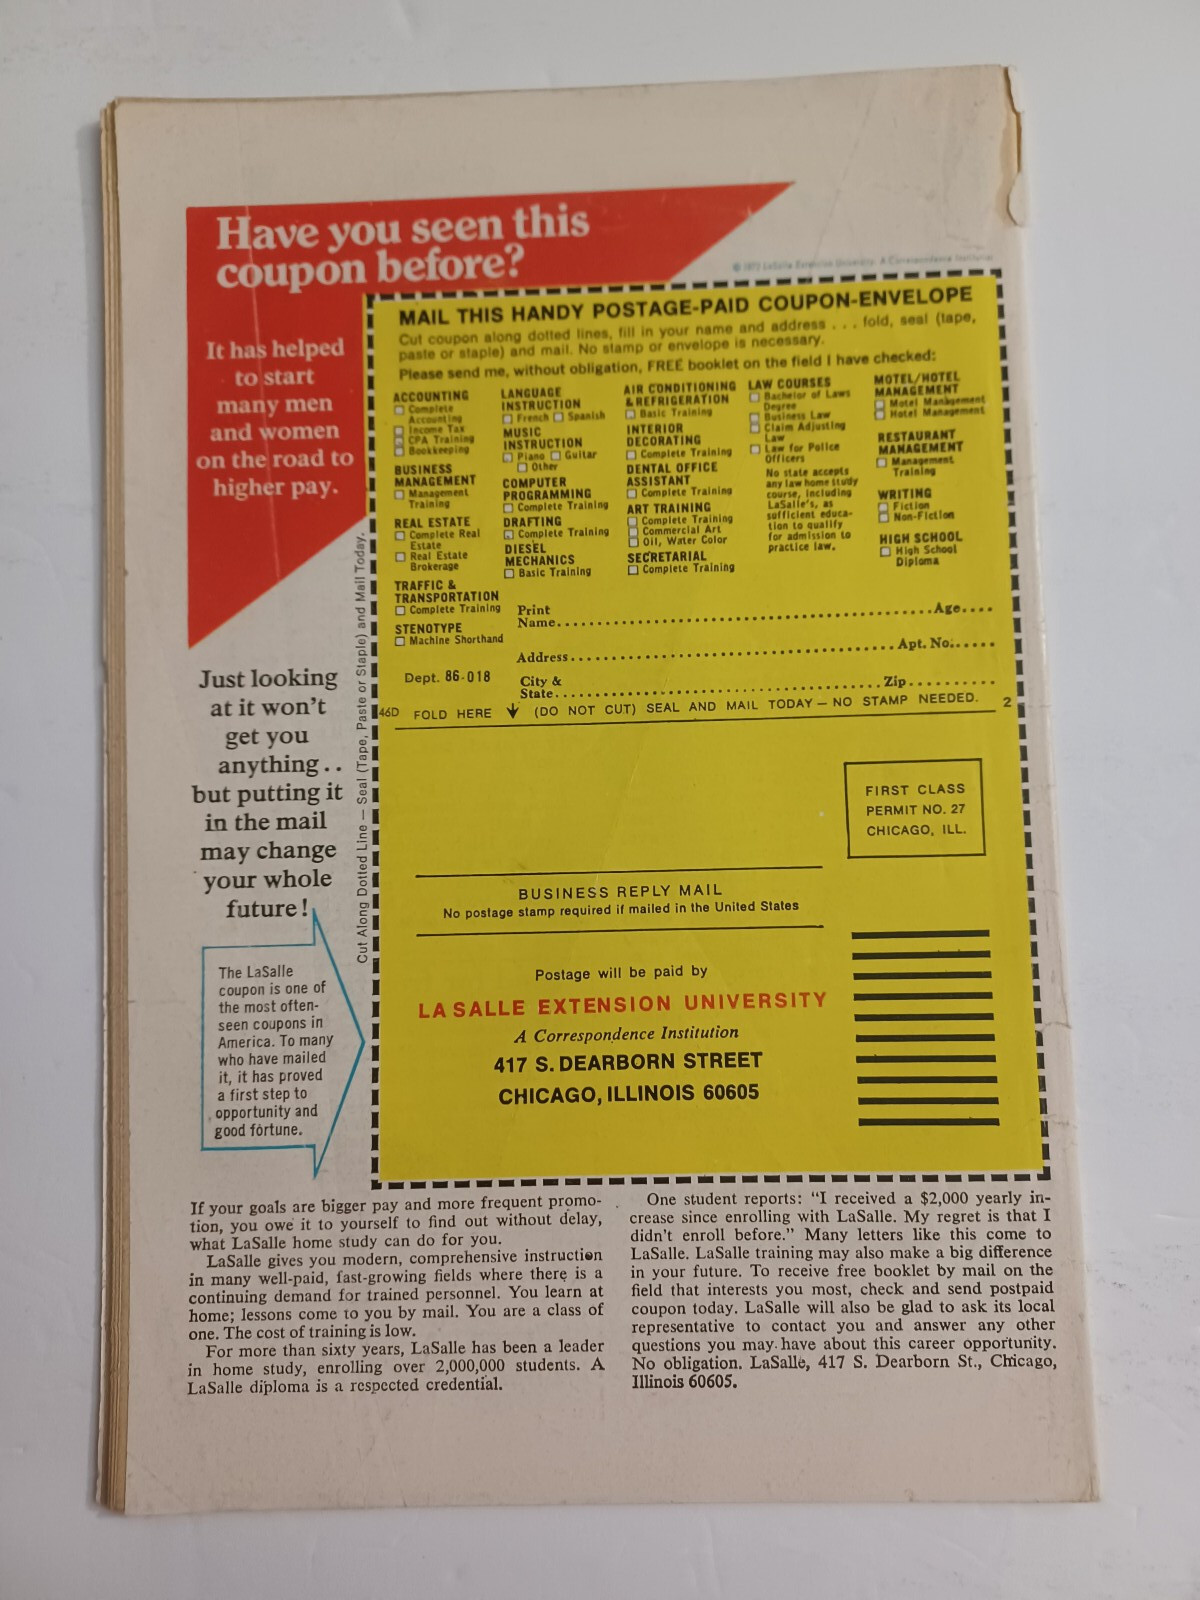 Have you seen this
coupon before?
It has helped
to start
many men
and women
on the road to
higher pay.
Just looking
at it won't
get you
anything..
but putting it
in the mail
may change
your whole
future!
The LaSalle
coupon is one of
the most often-
seen coupons in
America. To many
who have mailed
it, it has proved
a first step to
opportunity and
good fortune.
LaSalle Extension University, A Correspondence Institution
Cut Along Dotted Line — Seal (Tape, Paste or Staple) and Mail Today.
MAIL THIS HANDY POSTAGE-PAID COUPON-ENVELOPE
Cut coupon along dotted lines, fill in your name and address . . . fold, seal (tape,
paste or staple) and mail. No stamp or envelope is necessary.
Please send me, without obligation, FREE booklet on the field I have checked:
ACCOUNTING
Complete
Accounting
Income Tax
CPA Training
Bookkeeping
BUSINESS
MANAGEMENT
Management
Training
REAL ESTATE
Complete Real
Estate
Real Estate
Brokerage
TRAFFIC &
TRANSPORTATION
Complete Training
STENOTYPE
Machine Shorthand
LANGUAGE
INSTRUCTION
French Spanish
MUSIC
INSTRUCTION
Piano Guitar
Other
COMPUTER
PROGRAMMING
Complete Training
DRAFTING
Complete Training
DIESEL
MECHANICS
Basic Training
AIR CONDITIONING
& REFRIGERATION
Basic Training
INTERIOR
DECORATING
Complete Training
DENTAL OFFICE
ASSISTANT
Complete Training
ART TRAINING
Complete Training
Commercial Art
Oil, Water Color
SECRETARIAL
Complete Training
LAW COURSES
Bachelor of Laws
Degree
Business Law
Claim Adjusting
Law
Law for Police
Officers
No state accepts
any law home study
course, including
LaSalle's, as
sufficient educa-
tion to qualify
for admission to
practice law.
MOTEL/HOTEL
MANAGEMENT
Motel Management
Hotel Management
RESTAURANT
MANAGEMENT
Management
Training
WRITING
Fiction
Non-Fiction
HIGH SCHOOL
High School
Diploma
Print
Name........................................................Age....
Address................................................Apt. No......
Dept. 86-018
City &
State................................................Zip..........
46D FOLD HERE (DO NOT CUT) SEAL AND MAIL TODAY — NO STAMP NEEDED. 2
FIRST CLASS
PERMIT NO. 27
CHICAGO, ILL.
BUSINESS REPLY MAIL
No postage stamp required if mailed in the United States
Postage will be paid by
LA SALLE EXTENSION UNIVERSITY
A Correspondence Institution
417 S. DEARBORN STREET
CHICAGO, ILLINOIS 60605
If your goals are bigger pay and more frequent promo-
tion, you owe it to yourself to find out without delay,
what LaSalle home study can do for you.
LaSalle gives you modern, comprehensive instruction
in many well-paid, fast-growing fields where there is a
continuing demand for trained personnel. You learn at
home; lessons come to you by mail. You are a class of
one. The cost of training is low.
For more than sixty years, LaSalle has been a leader
in home study, enrolling over 2,000,000 students. A
LaSalle diploma is a respected credential.
One student reports: "I received a $2,000 yearly in-
crease since enrolling with LaSalle. My regret is that I
didn't enroll before." Many letters like this come to
LaSalle. LaSalle training may also make a big difference
in your future. To receive free booklet by mail on the
field that interests you most, check and send postpaid
coupon today. LaSalle will also be glad to ask its local
representative to contact you and answer any other
questions you may have about this career opportunity.
No obligation. LaSalle, 417 S. Dearborn St., Chicago,
Illinois 60605.